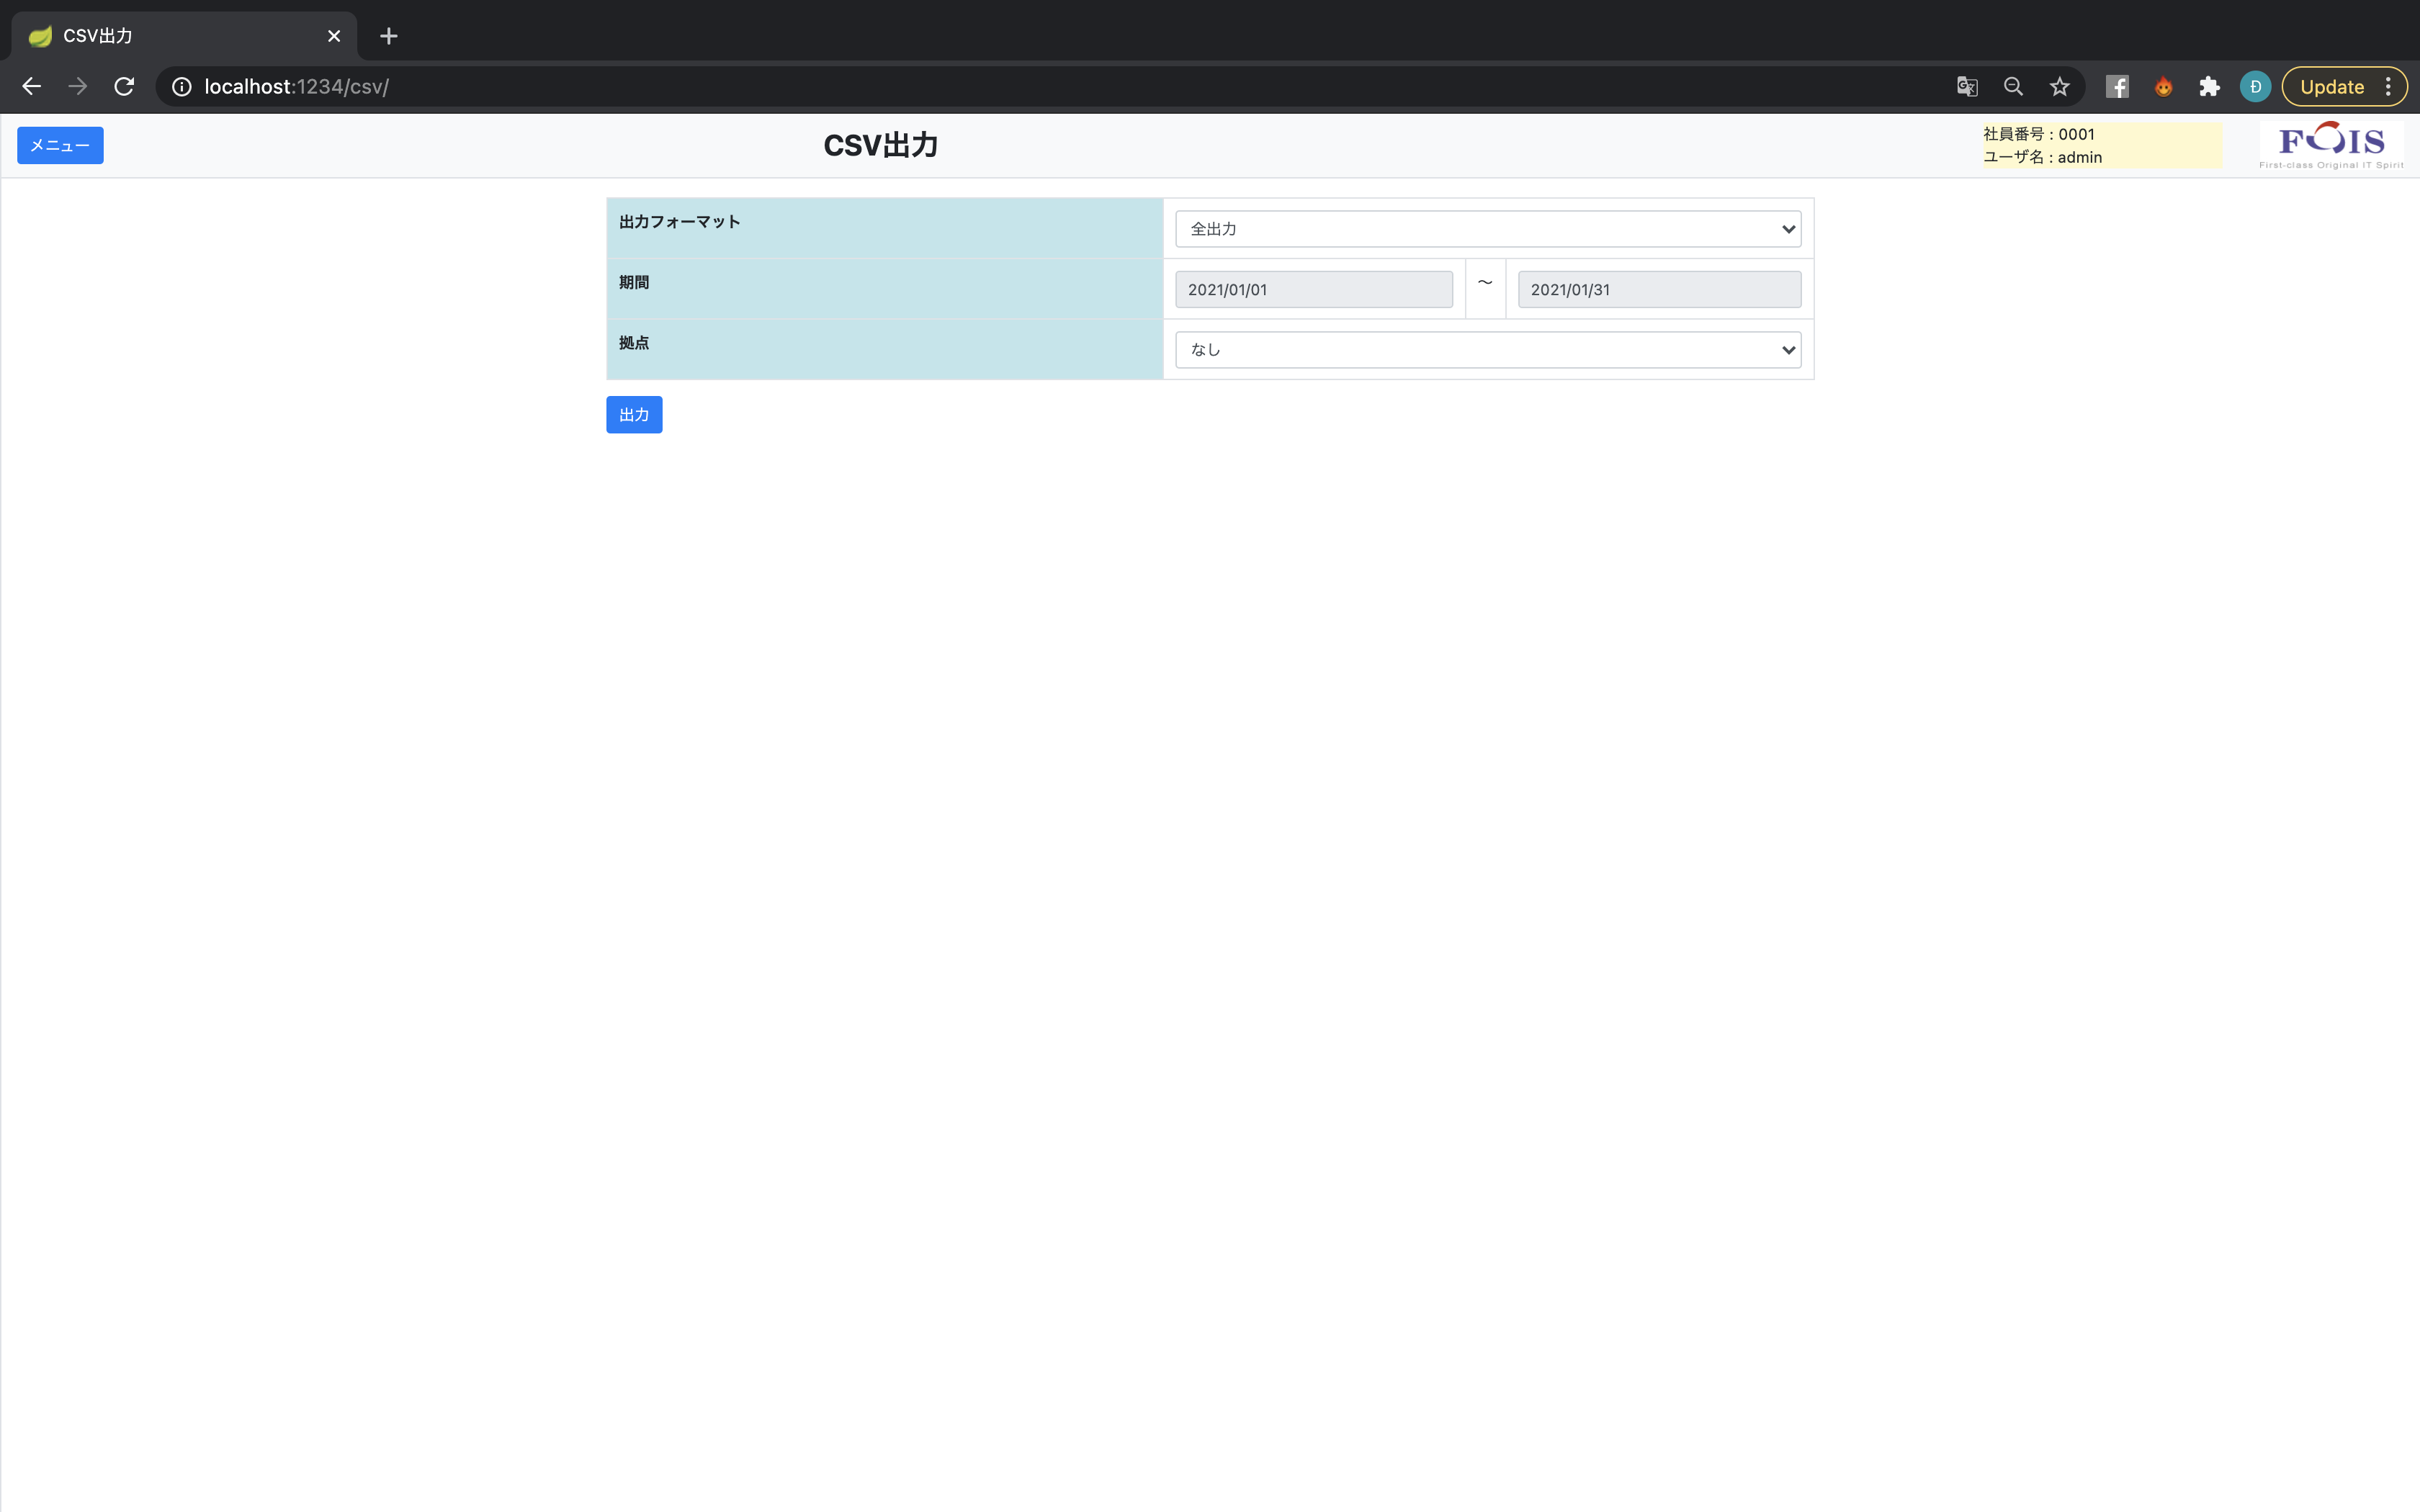 CSV出力
localhost:1234/csv/
Đ
Update
メニュー
CSV出力
社員番号 : 0001
ユーザ名 : admin
FOIS
First-class Original IT Spirit
出力フォーマット
全出力
期間
2021/01/01
～
2021/01/31
拠点
なし
出力